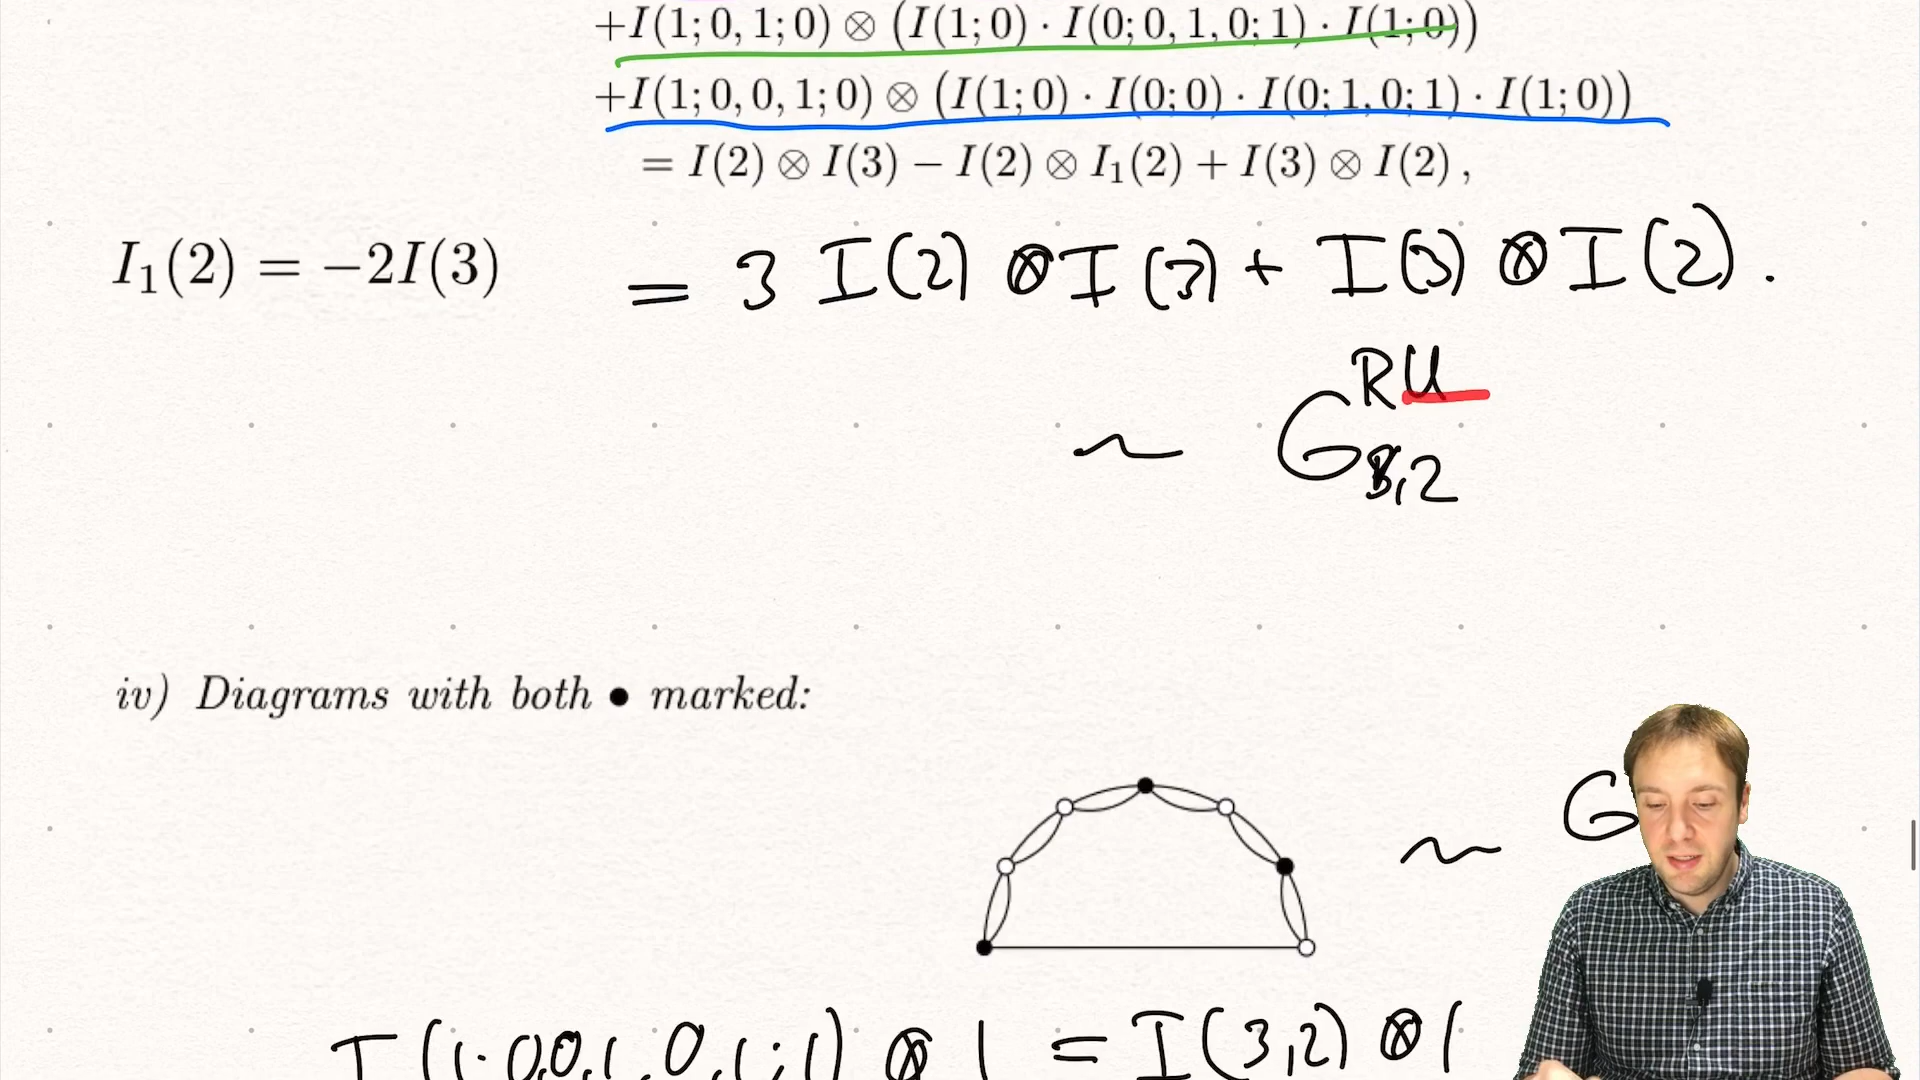 +I(1; 0, 1; 0) ⊗ (I(1; 0) · I(0; 0, 1, 0; 1) · I(1; 0))
+I(1; 0, 0, 1; 0) ⊗ (I(1; 0) · I(0; 0) · I(0; 1, 0; 1) · I(1; 0))
= I(2) ⊗ I(3) − I(2) ⊗ I₁(2) + I(3) ⊗ I(2) ,
I₁(2) = −2I(3)
= 3 I(2) ⊗ I(3) + I(3) ⊗ I(2) .
RU
~ G3,2
iv) Diagrams with both ● marked:
~ G
I(1; 0,0,1,0,1; 1) ⊗ 1 = I(3,2) ⊗ 1